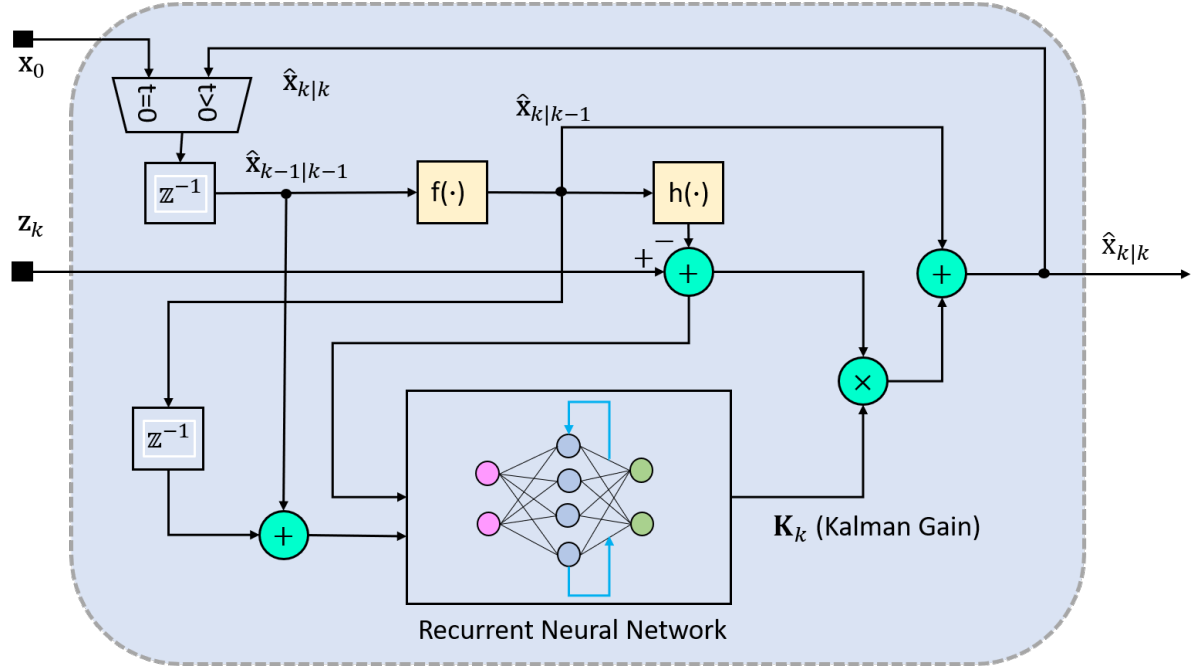 𝐱₀
t=0
t>0
x̂ₖ|ₖ
x̂ₖ|ₖ₋₁
ℤ⁻¹
x̂ₖ₋₁|ₖ₋₁
f(·)
h(·)
𝐳ₖ
−
+
+
+
x̂ₖ|ₖ
×
ℤ⁻¹
+
𝐊ₖ (Kalman Gain)
Recurrent Neural Network